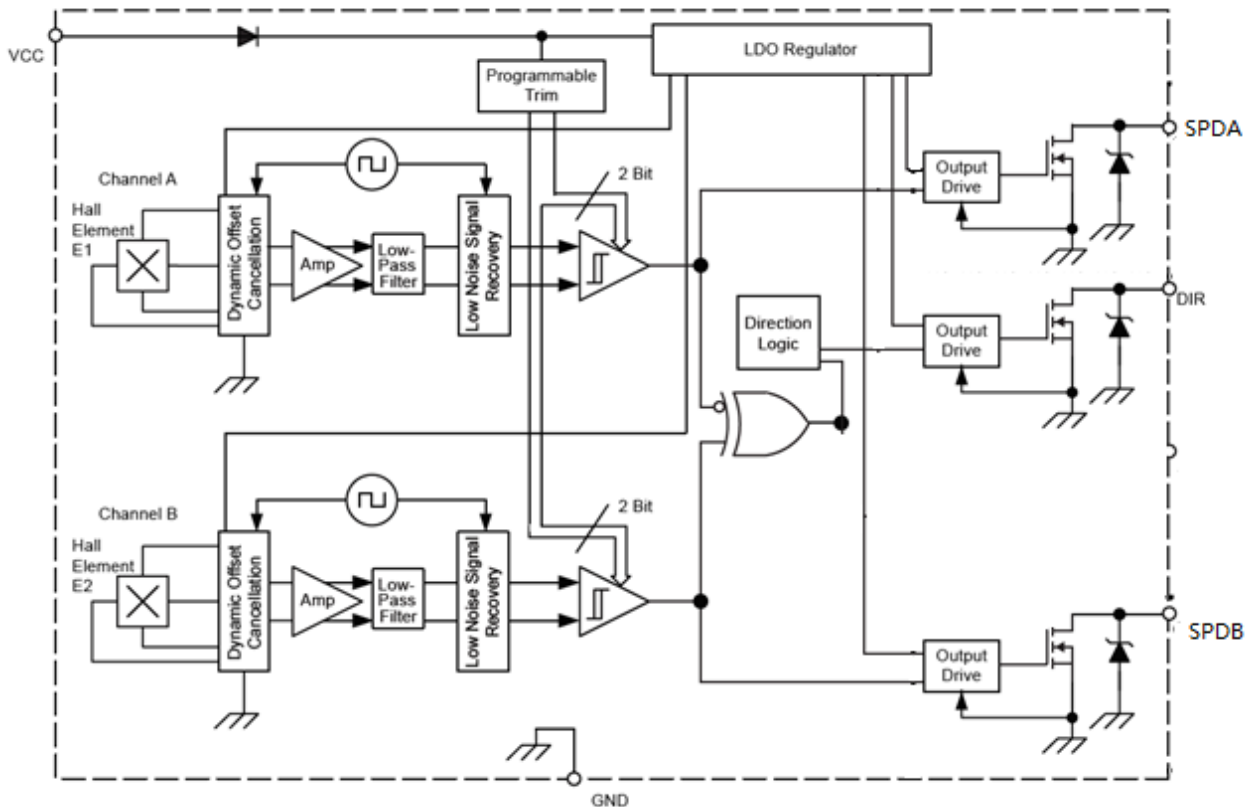 VCC
LDO Regulator
Programmable
Trim
SPDA
2 Bit
Channel A
Hall
Element
E1
Dynamic Offset
Cancellation
Amp
Low-
Pass
Filter
Low Noise Signal
Recovery
Output
Drive
DIR
Direction
Logic
Output
Drive
2 Bit
Channel B
Hall
Element
E2
Dynamic Offset
Cancellation
Amp
Low-
Pass
Filter
Low Noise Signal
Recovery
Output
Drive
SPDB
GND